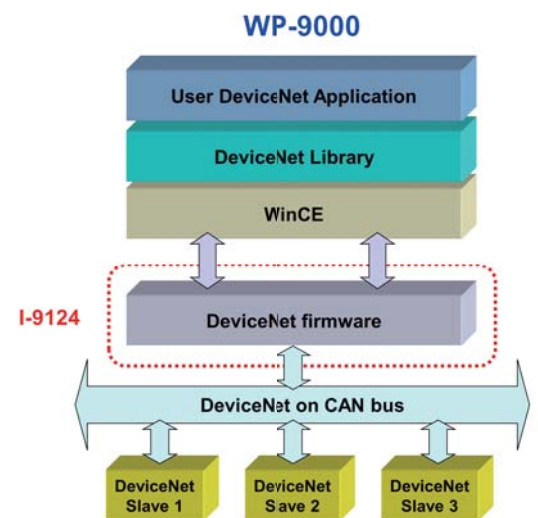 WP-9000
User DeviceNet Application
DeviceNet Library
WinCE
I-9124
DeviceNet firmware
DeviceNet on CAN bus
DeviceNet
Slave 1
DeviceNet
Slave 2
DeviceNet
Slave 3